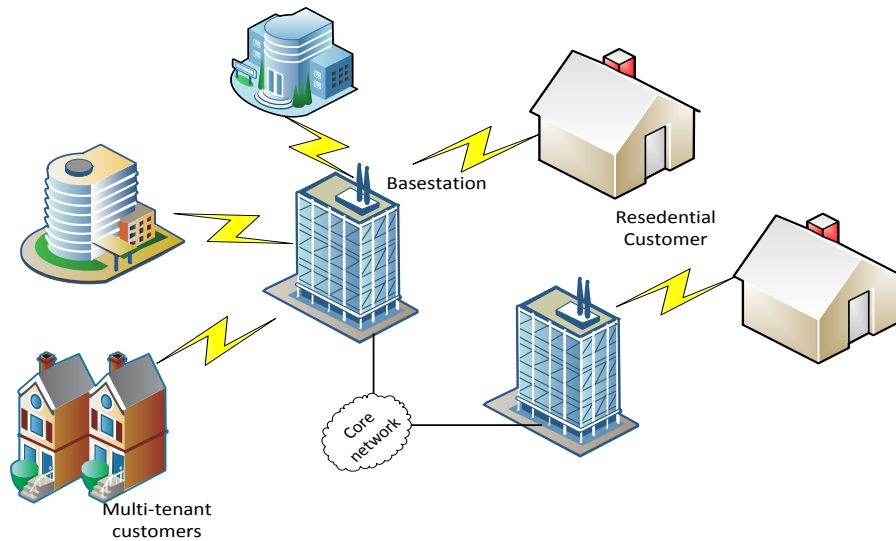 Basestation
Resedential
Customer
Core
network
Multi-tenant
customers